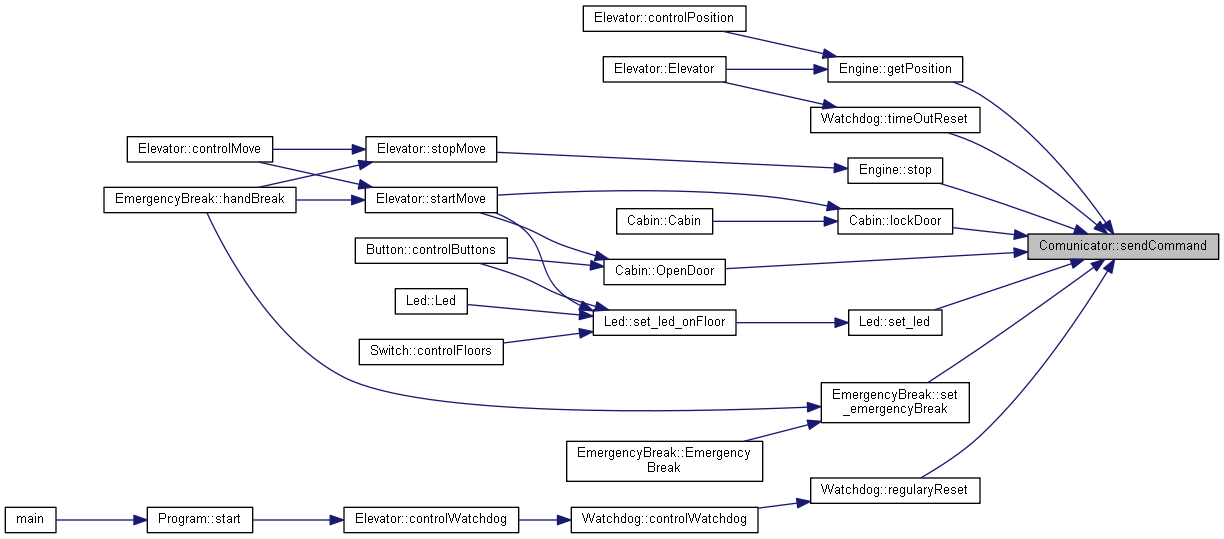 Elevator::controlPosition
Elevator::Elevator
Engine::getPosition
Watchdog::timeOutReset
Elevator::controlMove
Elevator::stopMove
Engine::stop
EmergencyBreak::handBreak
Elevator::startMove
Cabin::Cabin
Cabin::lockDoor
Comunicator::sendCommand
Button::controlButtons
Cabin::OpenDoor
Led::Led
Led::set_led_onFloor
Led::set_led
Switch::controlFloors
EmergencyBreak::set
_emergencyBreak
EmergencyBreak::Emergency
Break
Watchdog::regularyReset
main
Program::start
Elevator::controlWatchdog
Watchdog::controlWatchdog